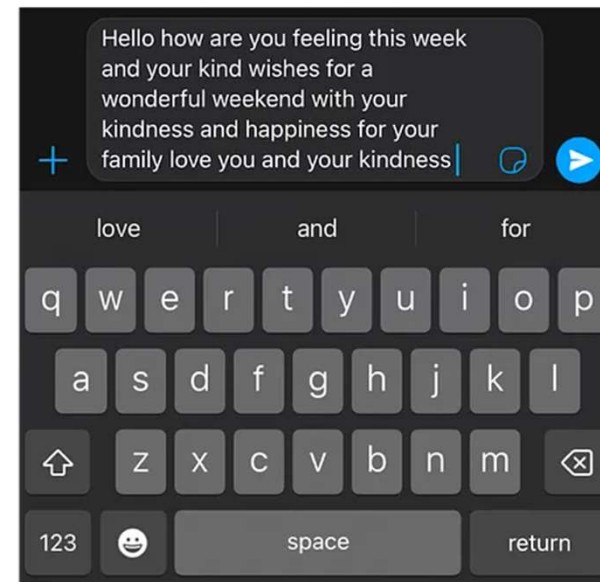 Hello how are you feeling this week
and your kind wishes for a
wonderful weekend with your
kindness and happiness for your
family love you and your kindness
love and for
q w e r t y u i o p
a s d f g h j k l
z x c v b n m
123 space return